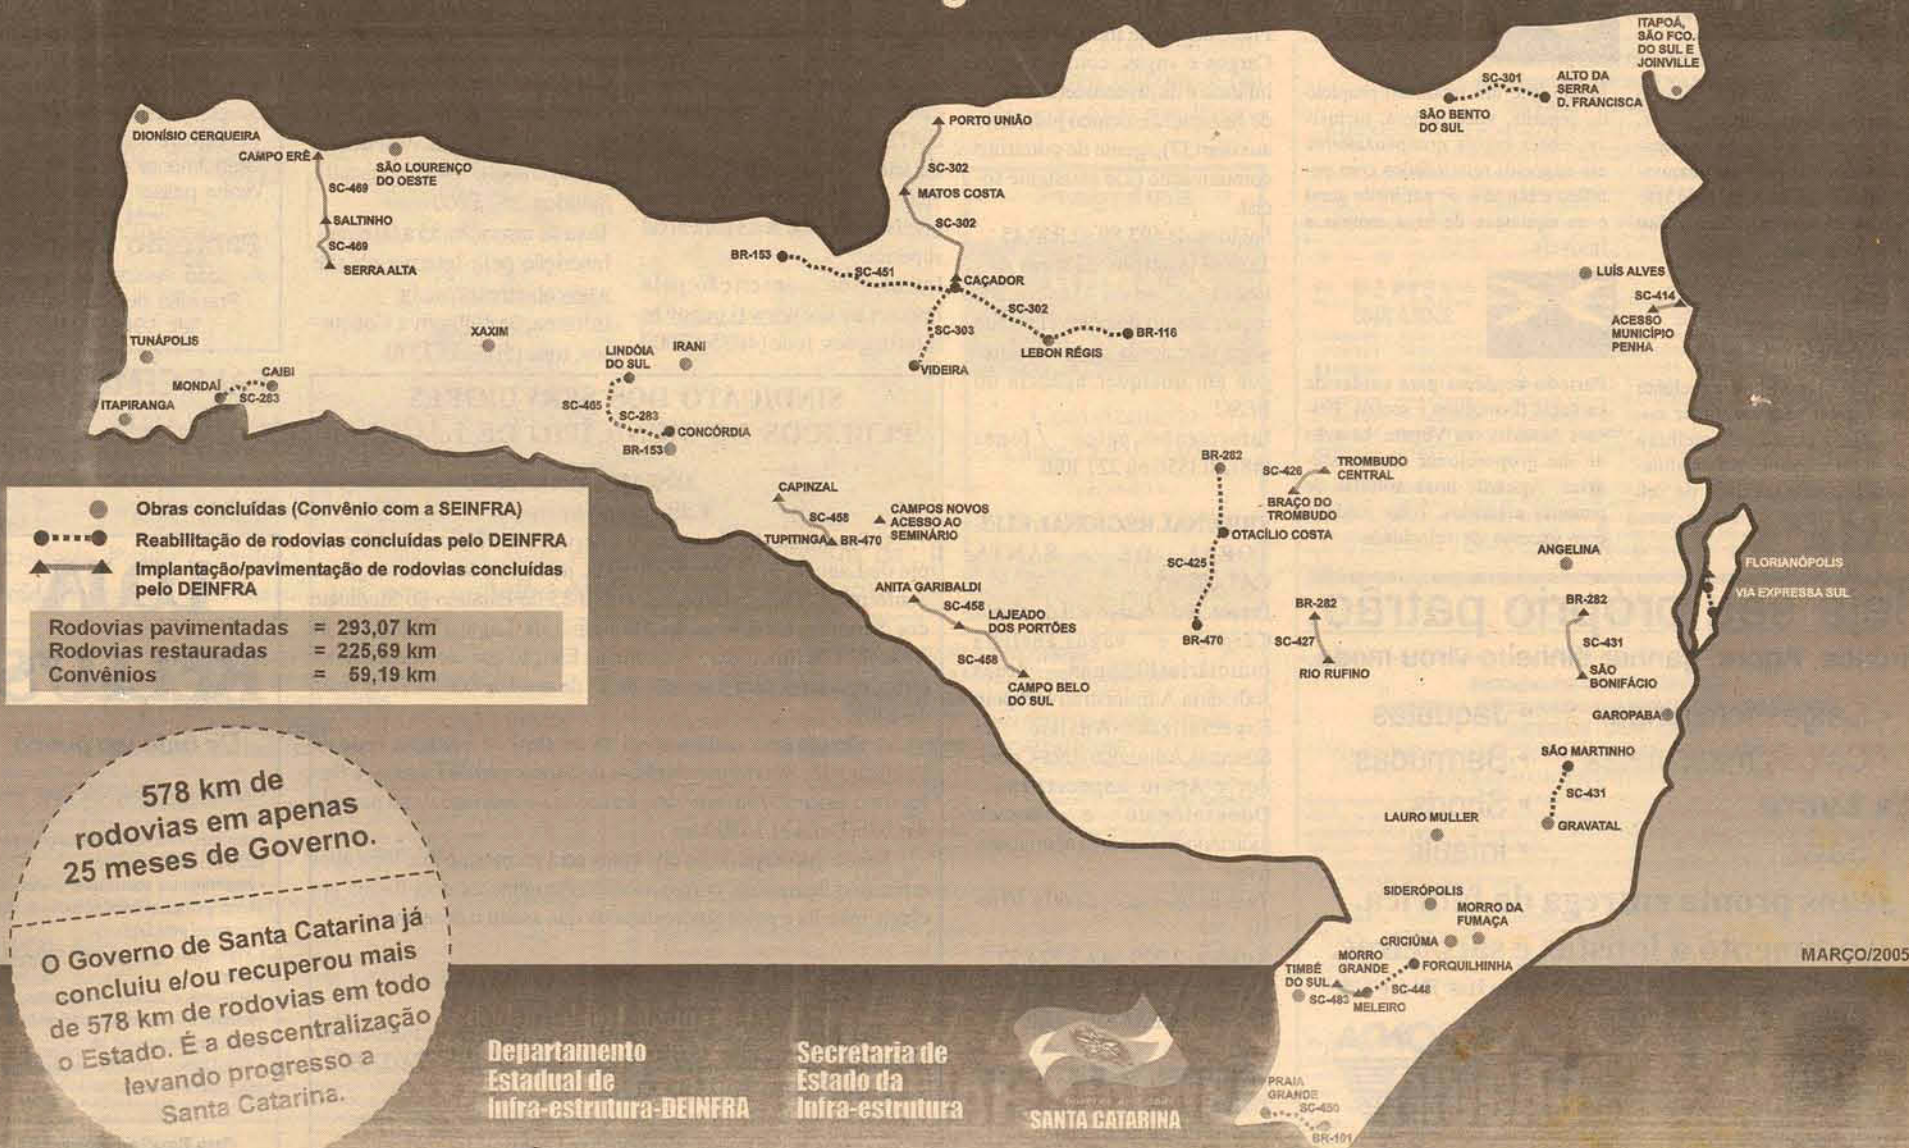 ITAPOÁ,
SÃO FCO.
DO SUL E
JOINVILLE
SC-301
ALTO DA
SERRA
D. FRANCISCA
SÃO BENTO
DO SUL
DIONÍSIO CERQUEIRA
CAMPO ERÊ
SÃO LOURENÇO
DO OESTE
SC-469
SALTINHO
SC-469
SERRA ALTA
PORTO UNIÃO
SC-302
MATOS COSTA
SC-302
BR-153
SC-451
CAÇADOR
SC-302
SC-303
BR-116
LEBON RÉGIS
VIDEIRA
LUÍS ALVES
SC-414
ACESSO
MUNICÍPIO
PENHA
TUNÁPOLIS
XAXIM
LINDÓIA
DO SUL
IRANI
MONDAÍ
CAIBI
SC-283
ITAPIRANGA
SC-465
SC-283
CONCÓRDIA
BR-153
CAPINZAL
SC-458
TUPITINGA
BR-470
CAMPOS NOVOS
ACESSO AO
SEMINÁRIO
BR-282
SC-426
TROMBUDO
CENTRAL
BRAÇO DO
TROMBUDO
OTACÍLIO COSTA
SC-425
BR-470
ANITA GARIBALDI
SC-458
LAJEADO
DOS PORTÕES
SC-458
CAMPO BELO
DO SUL
BR-282
SC-427
RIO RUFINO
ANGELINA
BR-282
SC-431
SÃO
BONIFÁCIO
FLORIANÓPOLIS
VIA EXPRESSA SUL
GAROPABA
SÃO MARTINHO
SC-431
GRAVATAL
LAURO MULLER
SIDERÓPOLIS
MORRO DA
FUMAÇA
CRICIÚMA
MORRO
GRANDE
FORQUILHINHA
TIMBÉ
DO SUL
SC-483
SC-448
MELEIRO
PRAIA
GRANDE
SC-450
BR-101
Obras concluídas (Convênio com a SEINFRA)
Reabilitação de rodovias concluídas pelo DEINFRA
Implantação/pavimentação de rodovias concluídas
pelo DEINFRA
Rodovias pavimentadas = 293,07 km
Rodovias restauradas = 225,69 km
Convênios = 59,19 km
578 km de
rodovias em apenas
25 meses de Governo.
O Governo de Santa Catarina já
concluiu e/ou recuperou mais
de 578 km de rodovias em todo
o Estado. É a descentralização
levando progresso a
Santa Catarina.
MARÇO/2005
Departamento
Estadual de
Infra-estrutura-DEINFRA
Secretaria de
Estado da
Infra-estrutura
SANTA CATARINA